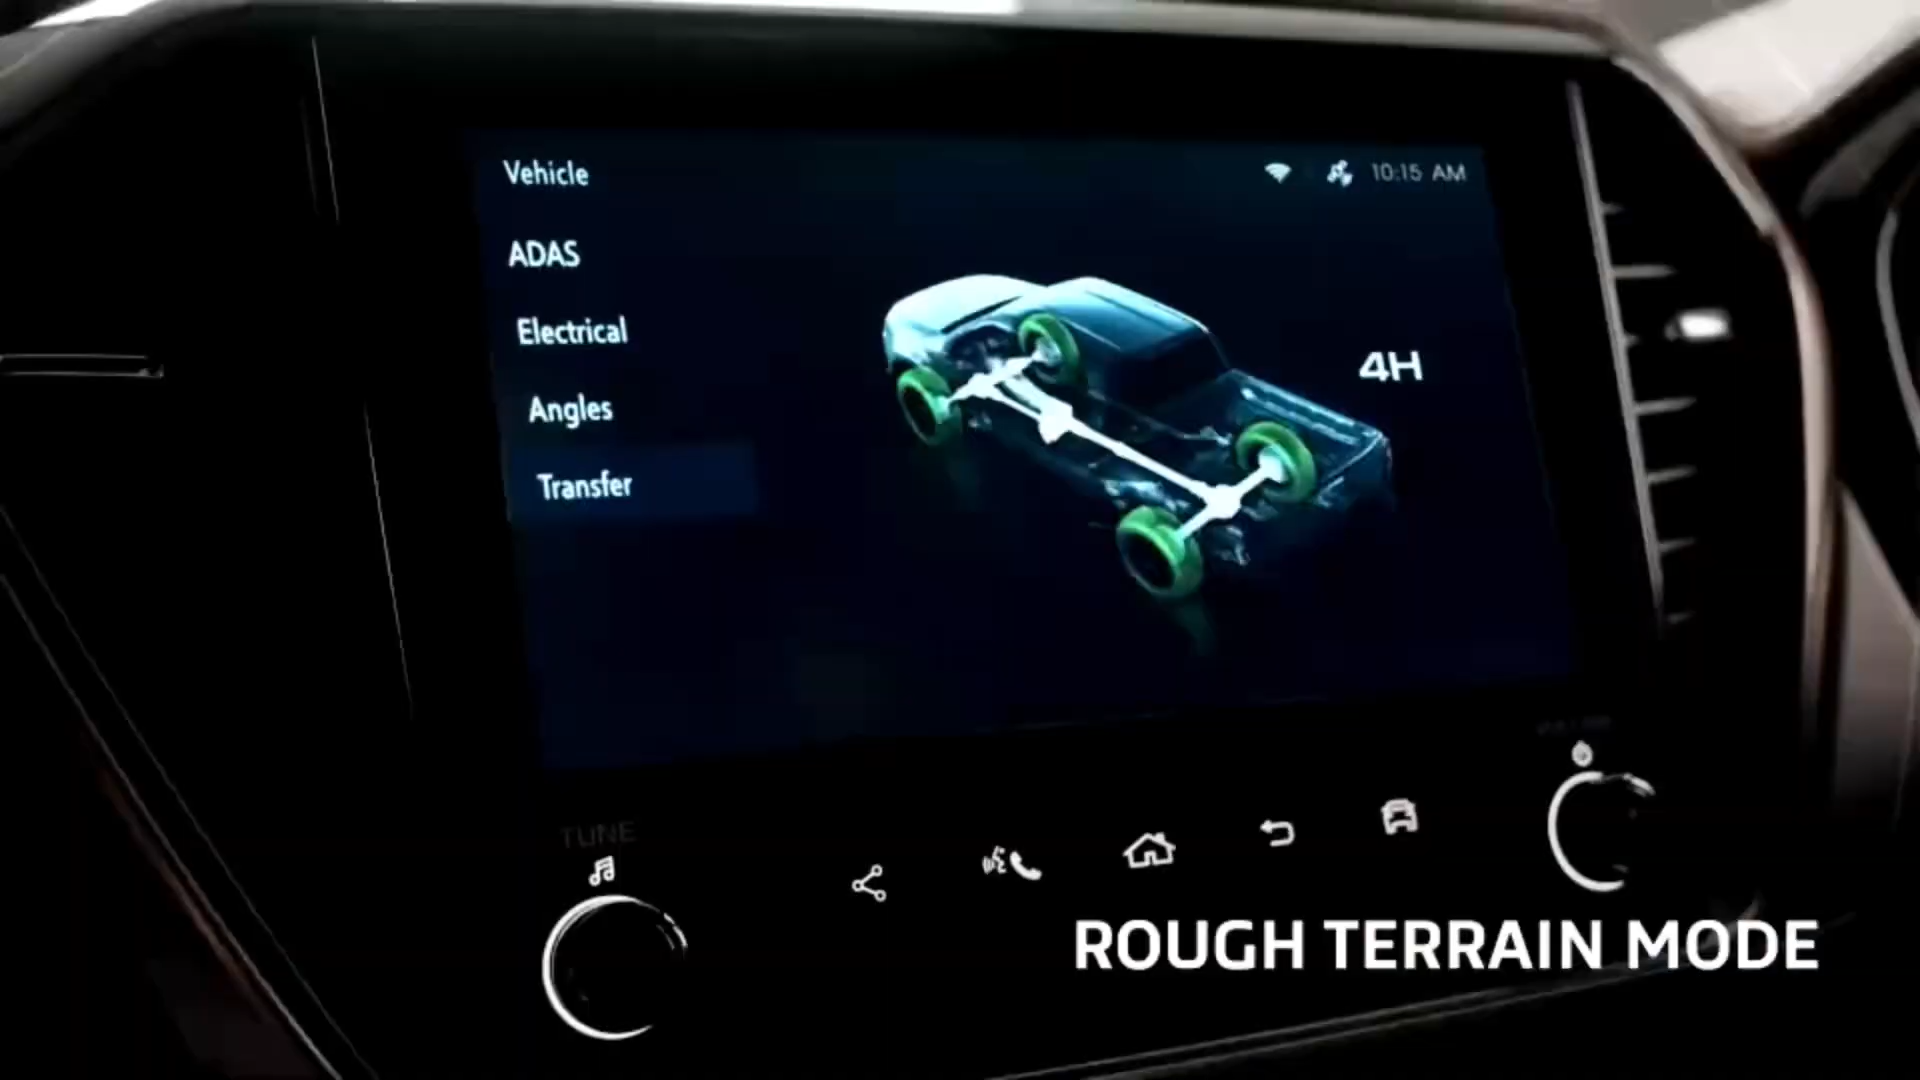 Vehicle
10:15 AM
ADAS
Electrical
4H
Angles
Transfer
TUNE
ROUGH TERRAIN MODE